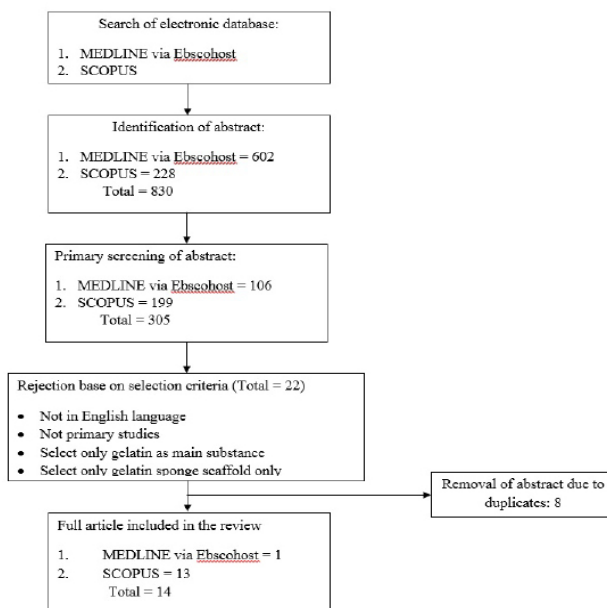 Search of electronic database:
1. MEDLINE via Ebscohost
2. SCOPUS
Identification of abstract:
1. MEDLINE via Ebscohost = 602
2. SCOPUS = 228
Total = 830
Primary screening of abstract:
1. MEDLINE via Ebscohost = 106
2. SCOPUS = 199
Total = 305
Rejection base on selection criteria (Total = 22)
• Not in English language
• Not primary studies
• Select only gelatin as main substance
• Select only gelatin sponge scaffold only
Removal of abstract due to
duplicates: 8
Full article included in the review
1. MEDLINE via Ebscohost = 1
2. SCOPUS = 13
Total = 14